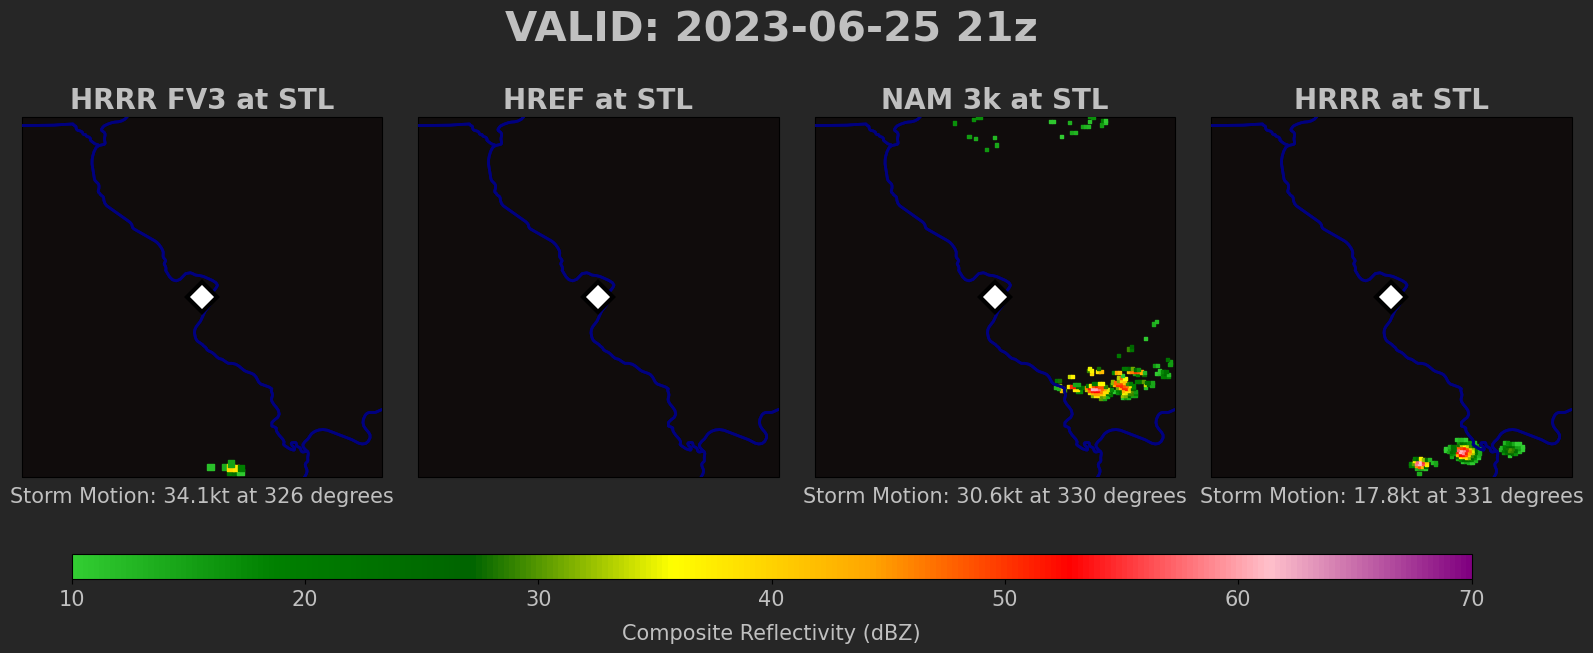 VALID: 2023-06-25 21z
HRRR FV3 at STL
HREF at STL
NAM 3k at STL
HRRR at STL
Storm Motion: 34.1kt at 326 degrees
Storm Motion: 30.6kt at 330 degrees
Storm Motion: 17.8kt at 331 degrees
10 20 30 40 50 60 70
Composite Reflectivity (dBZ)